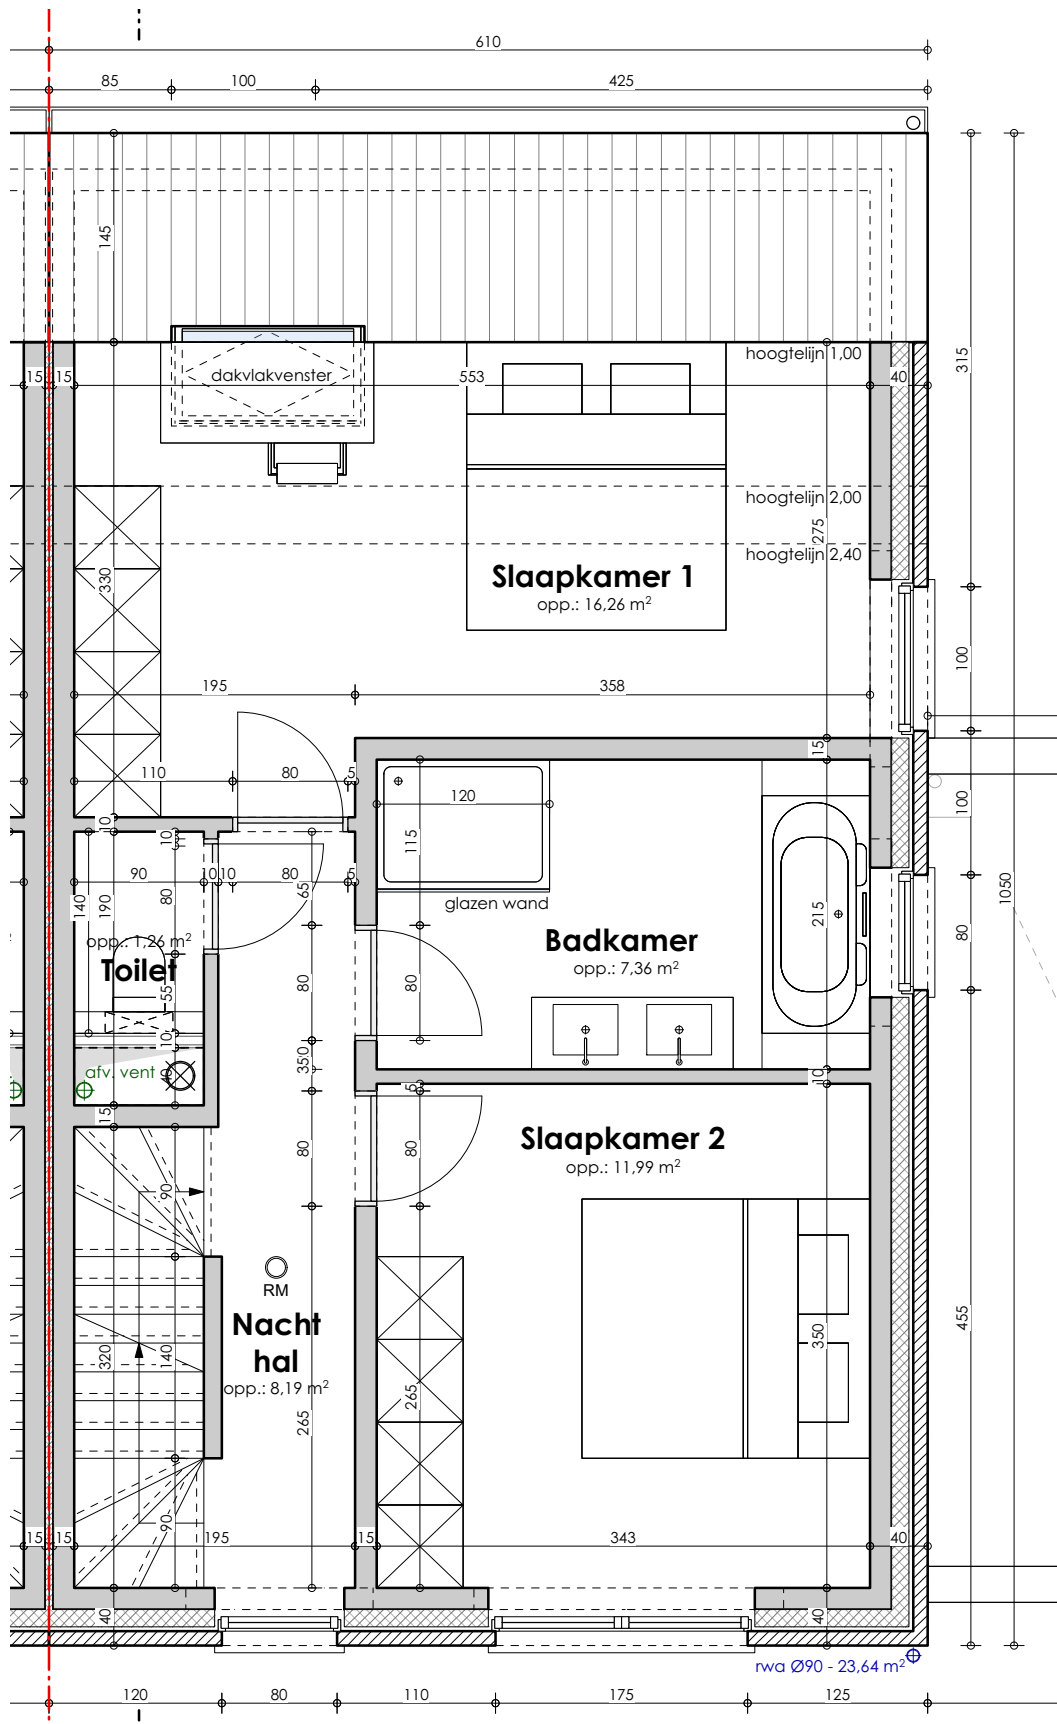 610
85 100 425
145
hoogtelijn 1,00
315
15 15 dakvlakvenster 553 40
hoogtelijn 2,00
275
hoogtelijn 2,40
330
Slaapkamer 1
opp.: 16,26 m²
100
195 358
15
110 80 5
120
100
10 10
115
90 10 10 80 5
65
140 190 80
glazen wand
215
1050
80
opp.: 1,26 m²
Toilet
Badkamer
opp.: 7,36 m²
55
80 80
10
350
afv. vent
10
5
15
80 80
Slaapkamer 2
opp.: 11,99 m²
90
RM
Nacht
hal
opp.: 8,19 m²
320 140
265 265
350
455
90
15 15 195 15 343 40
40 40
rwa Ø90 - 23,64 m²
120 80 110 175 125